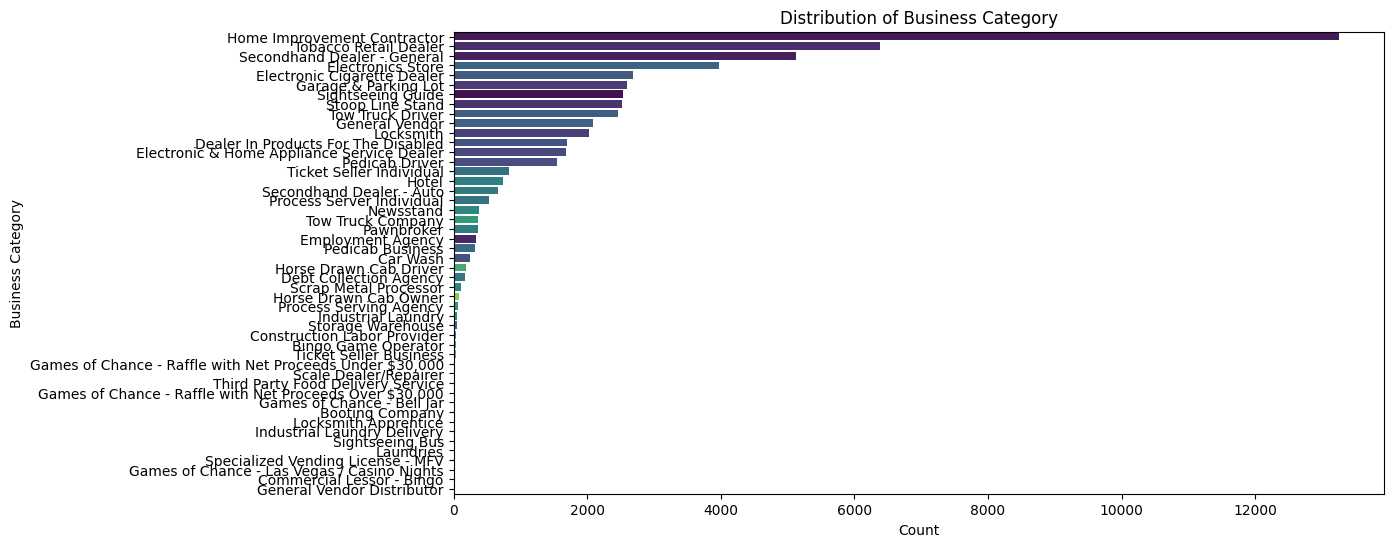 Distribution of Business Category
Home Improvement Contractor
Tobacco Retail Dealer
Secondhand Dealer - General
Electronics Store
Electronic Cigarette Dealer
Garage & Parking Lot
Sightseeing Guide
Stoop Line Stand
Tow Truck Driver
General Vendor
Locksmith
Dealer In Products For The Disabled
Electronic & Home Appliance Service Dealer
Pedicab Driver
Ticket Seller Individual
Hotel
Secondhand Dealer - Auto
Process Server Individual
Newsstand
Tow Truck Company
Pawnbroker
Employment Agency
Pedicab Business
Car Wash
Horse Drawn Cab Driver
Debt Collection Agency
Scrap Metal Processor
Horse Drawn Cab Owner
Process Serving Agency
Industrial Laundry
Storage Warehouse
Construction Labor Provider
Bingo Game Operator
Ticket Seller Business
Games of Chance - Raffle with Net Proceeds Under $30,000
Scale Dealer/Repairer
Third Party Food Delivery Service
Games of Chance - Raffle with Net Proceeds Over $30,000
Games of Chance - Bell Jar
Booting Company
Locksmith Apprentice
Industrial Laundry Delivery
Sightseeing Bus
Laundries
Specialized Vending License - MFV
Games of Chance - Las Vegas / Casino Nights
Commercial Lessor - Bingo
General Vendor Distributor
Business Category
0 2000 4000 6000 8000 10000 12000
Count